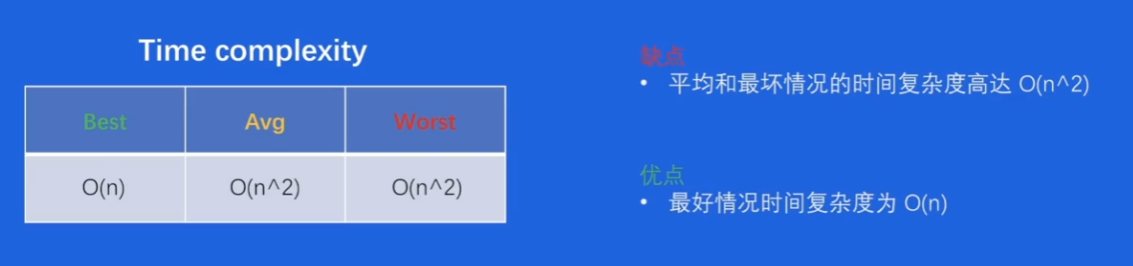 Time complexity
Best Avg Worst
O(n) O(n^2) O(n^2)
缺点
• 平均和最坏情况的时间复杂度高达 O(n^2)
优点
• 最好情况时间复杂度为 O(n)